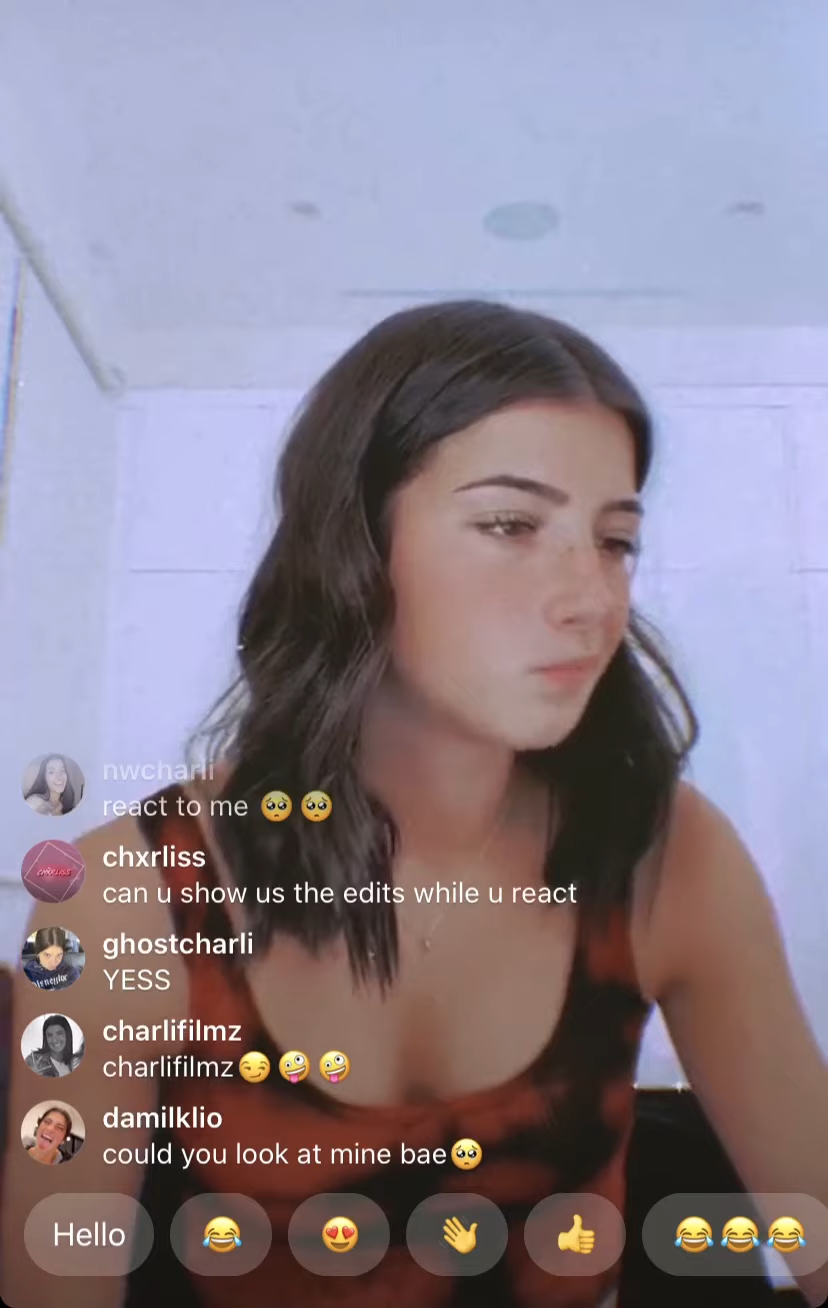 nwcharli
react to me 🥺🥺
chxrliss
can u show us the edits while u react
ghostcharli
YESS
charlifilmz
charlifilmz😏🤪🤪
damilklio
could you look at mine bae🥺
Hello 😂 😍 👋 👍 😂😂😂